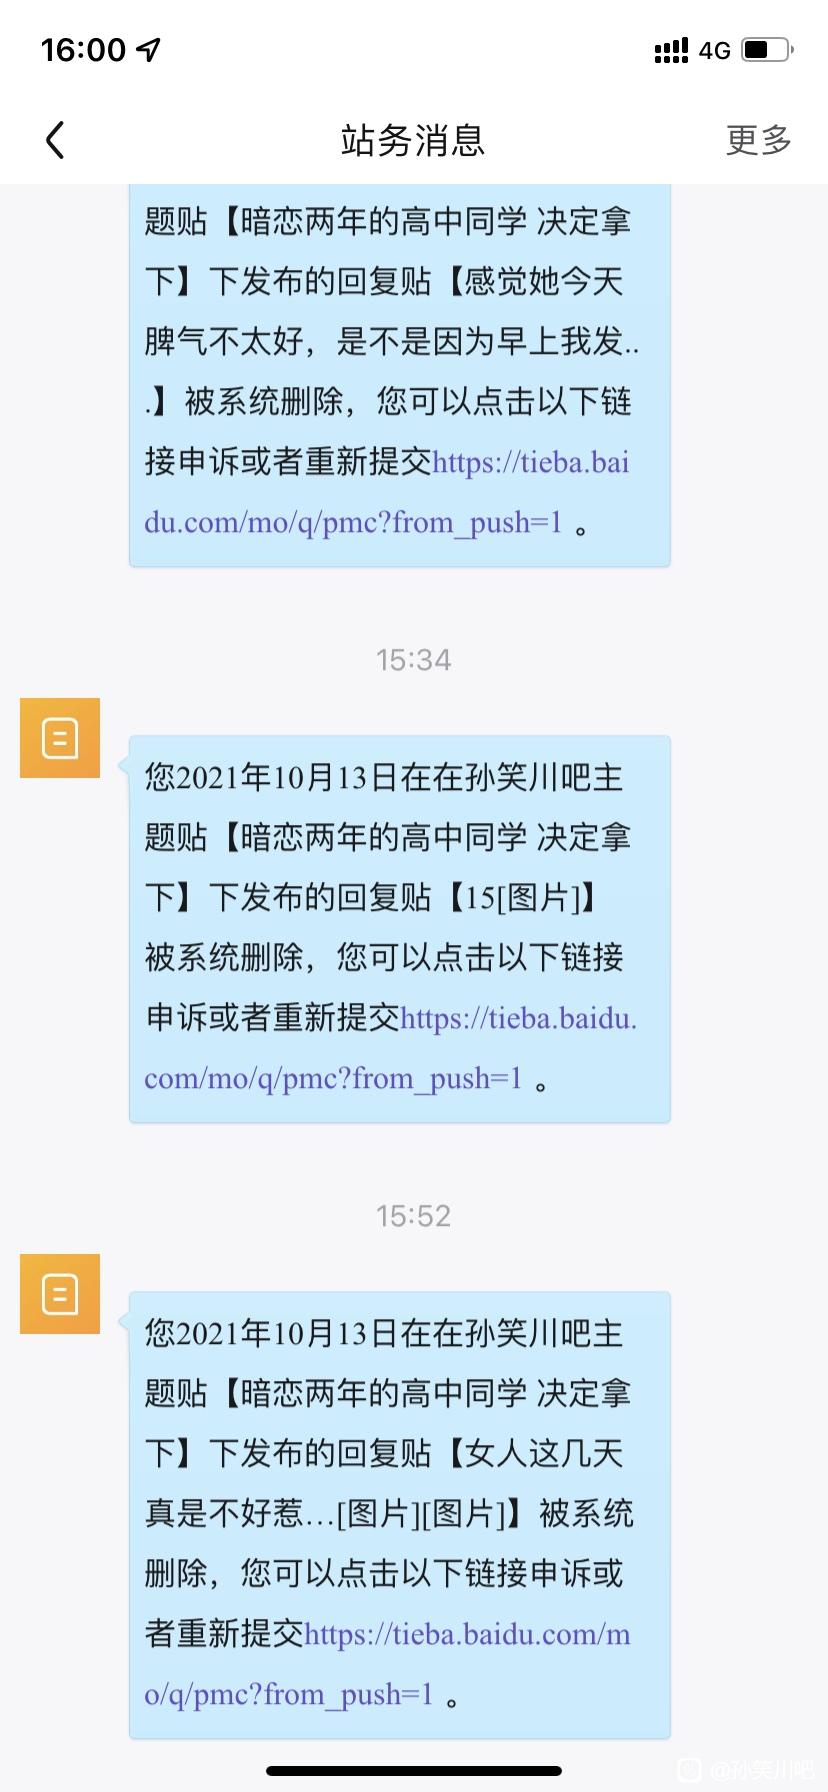 16:00
4G
站务消息
更多
题贴【暗恋两年的高中同学 决定拿
下】下发布的回复贴【感觉她今天
脾气不太好，是不是因为早上我发..
.】被系统删除，您可以点击以下链
接申诉或者重新提交https://tieba.bai
du.com/mo/q/pmc?from_push=1 。
15:34
您2021年10月13日在在孙笑川吧主
题贴【暗恋两年的高中同学 决定拿
下】下发布的回复贴【15[图片]】
被系统删除，您可以点击以下链接
申诉或者重新提交https://tieba.baidu.
com/mo/q/pmc?from_push=1 。
15:52
您2021年10月13日在在孙笑川吧主
题贴【暗恋两年的高中同学 决定拿
下】下发布的回复贴【女人这几天
真是不好惹…[图片][图片]】被系统
删除，您可以点击以下链接申诉或
者重新提交https://tieba.baidu.com/m
o/q/pmc?from_push=1 。
@孙笑川吧